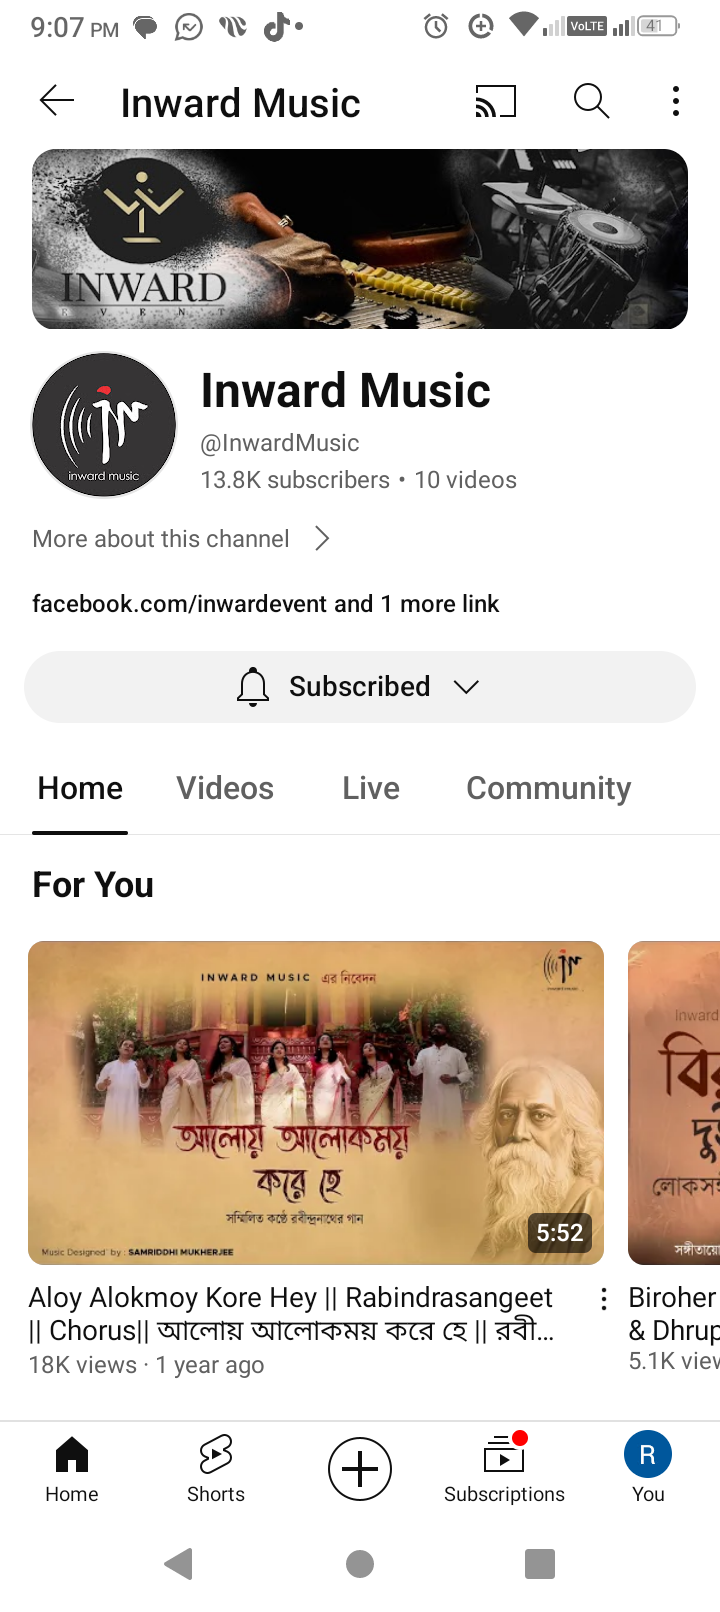 9:07 PM
VoLTE
41
Inward Music
INWARD
EVENT
inward music
Inward Music
@InwardMusic
13.8K subscribers • 10 videos
More about this channel
facebook.com/inwardevent and 1 more link
Subscribed
Home Videos Live Community
For You
INWARD MUSIC এর নিবেদন
আলোয় আলোকময়
করে হে
সম্মিলিত কণ্ঠে রবীন্দ্রনাথের গান
Music Designed by : SAMRIDDHI MUKHERJEE
5:52
Aloy Alokmoy Kore Hey || Rabindrasangeet
|| Chorus|| আলোয় আলোকময় করে হে || রবী...
18K views · 1 year ago
Inward
Biroher
& Dhrup
5.1K view
Home Shorts Subscriptions R You